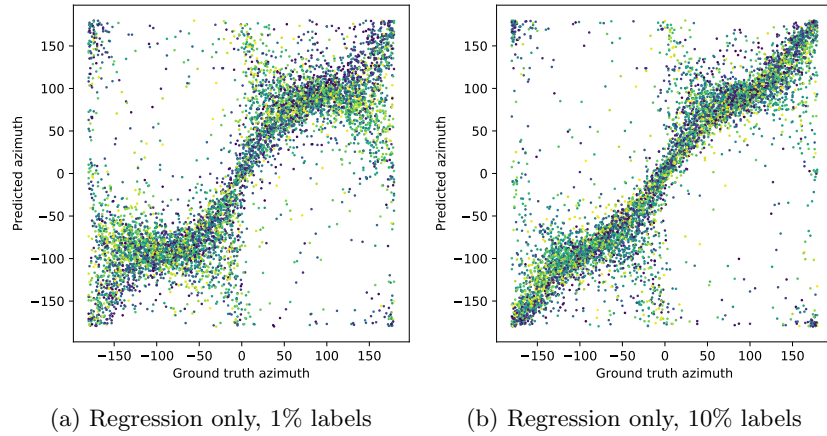 150
100
50
0
−50
−100
−150
Predicted azimuth
−150 −100 −50 0 50 100 150
Ground truth azimuth
(a) Regression only, 1% labels
150
100
50
0
−50
−100
−150
Predicted azimuth
−150 −100 −50 0 50 100 150
Ground truth azimuth
(b) Regression only, 10% labels